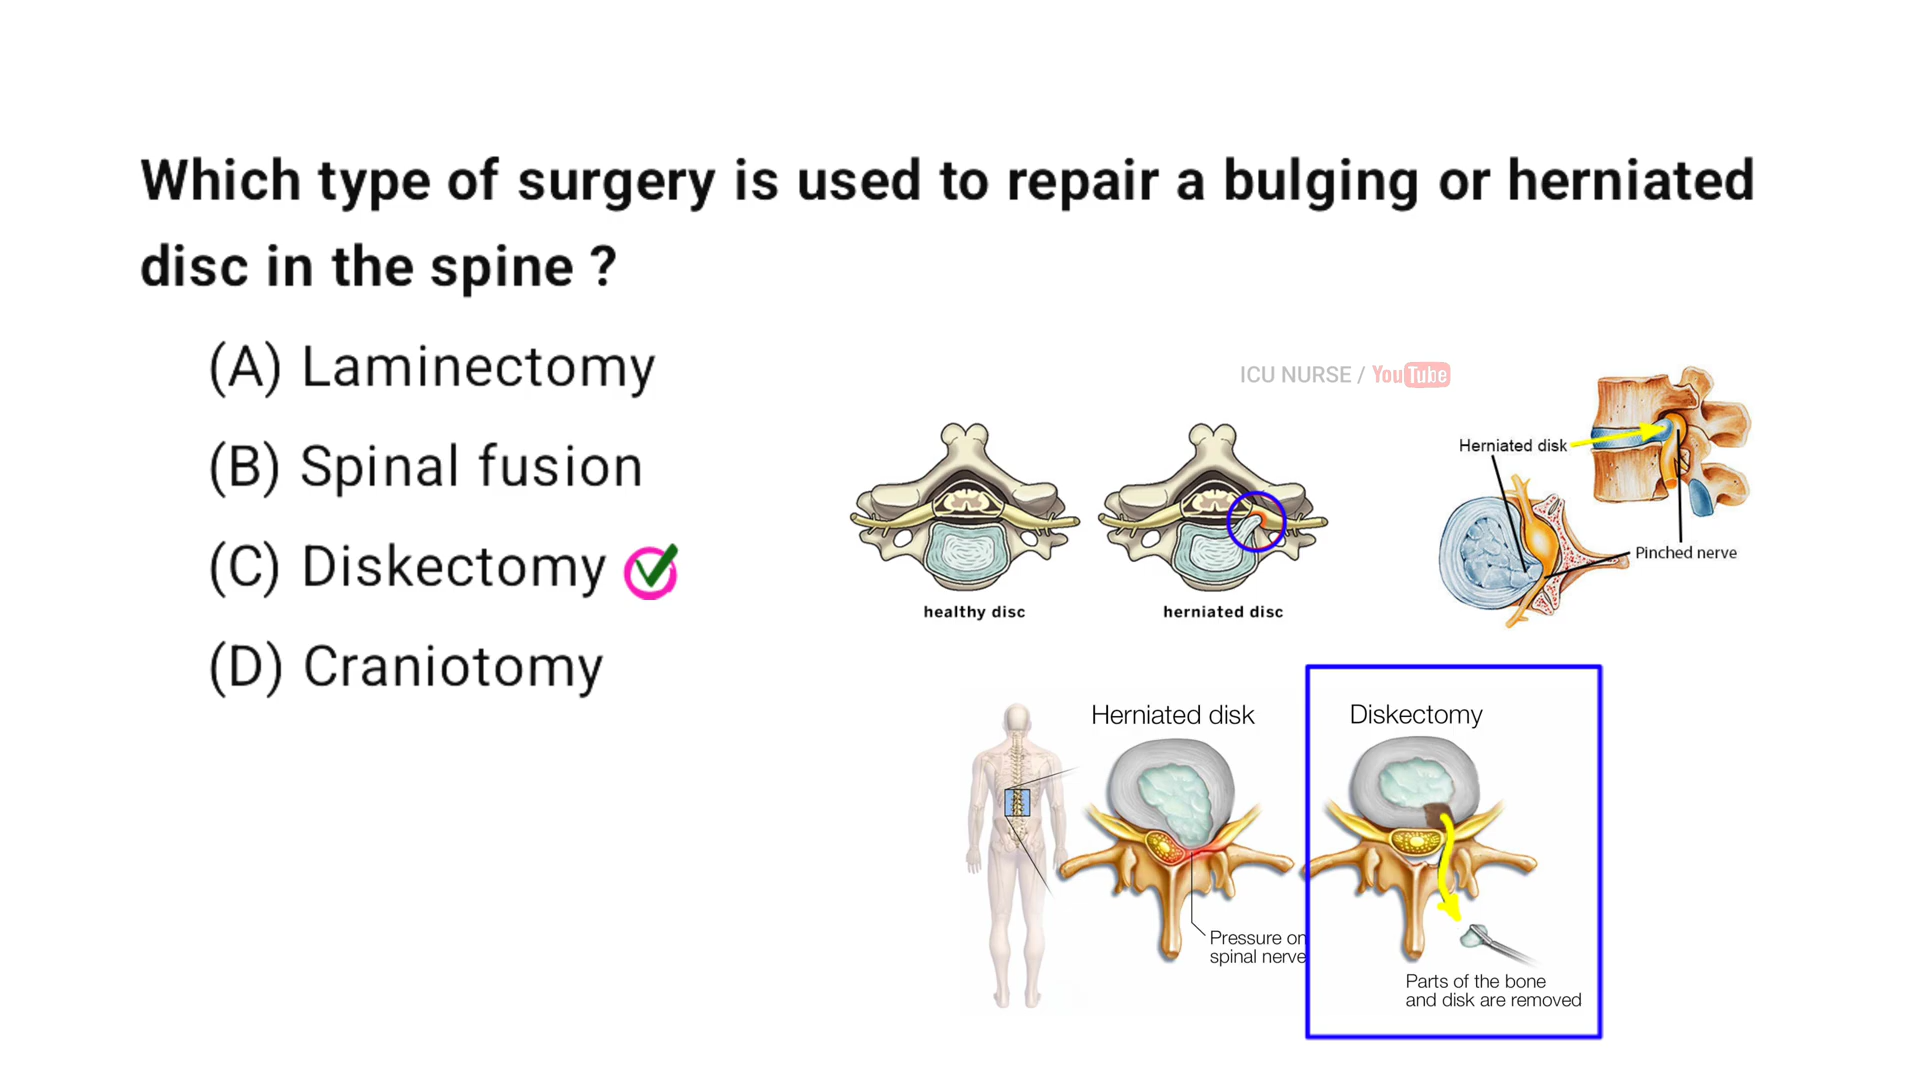 Which type of surgery is used to repair a bulging or herniated
disc in the spine ?
(A) Laminectomy
(B) Spinal fusion
(C) Diskectomy
(D) Craniotomy
ICU NURSE / YouTube
healthy disc
herniated disc
Herniated disk
Pinched nerve
Herniated disk
Pressure on
spinal nerve
Diskectomy
Parts of the bone
and disk are removed